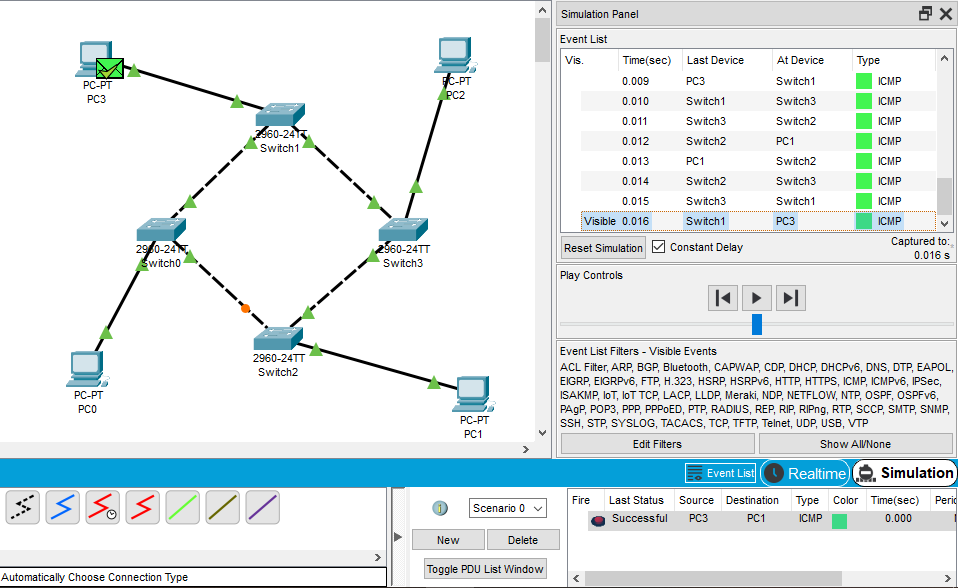 Simulation Panel
Event List
Vis. Time(sec) Last Device At Device Type
0.009 PC3 Switch1 ICMP
0.010 Switch1 Switch3 ICMP
0.011 Switch3 Switch2 ICMP
0.012 Switch2 PC1 ICMP
0.013 PC1 Switch2 ICMP
0.014 Switch2 Switch3 ICMP
0.015 Switch3 Switch1 ICMP
Visible 0.016 Switch1 PC3 ICMP
Reset Simulation Constant Delay
Captured to:
0.016 s
Play Controls
Event List Filters - Visible Events
ACL Filter, ARP, BGP, Bluetooth, CAPWAP, CDP, DHCP, DHCPv6, DNS, DTP, EAPOL,
EIGRP, EIGRPv6, FTP, H.323, HSRP, HSRPv6, HTTP, HTTPS, ICMP, ICMPv6, IPSec,
ISAKMP, IoT, IoT TCP, LACP, LLDP, Meraki, NDP, NETFLOW, NTP, OSPF, OSPFv6,
PAgP, POP3, PPP, PPPoED, PTP, RADIUS, REP, RIP, RIPng, RTP, SCCP, SMTP, SNMP,
SSH, STP, SYSLOG, TACACS, TCP, TFTP, Telnet, UDP, USB, VTP
Edit Filters Show All/None
PC-PT
PC3
PC-PT
PC2
2960-24TT
Switch1
2960-24TT
Switch0
2960-24TT
Switch3
2960-24TT
Switch2
PC-PT
PC0
PC-PT
PC1
Event List Realtime Simulation
Scenario 0
New Delete
Toggle PDU List Window
Fire Last Status Source Destination Type Color Time(sec) Perio
Successful PC3 PC1 ICMP 0.000
Automatically Choose Connection Type